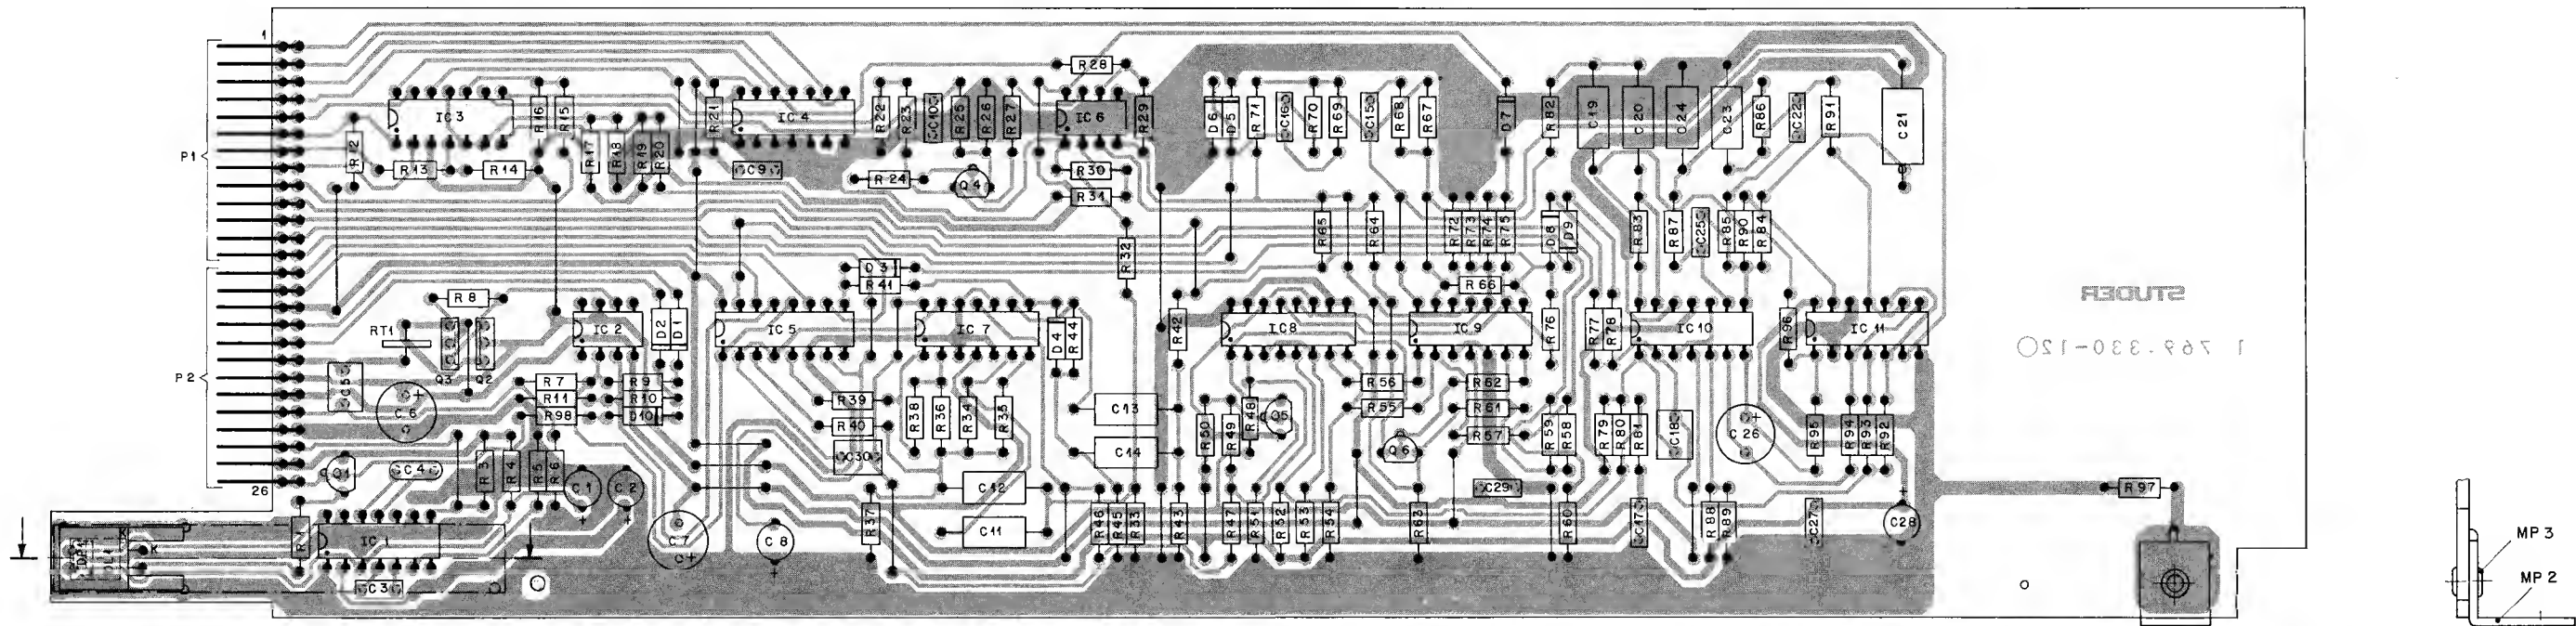 1
P1
P2
26
R28
R16 R15 R21 R22 R23 C10 R25 R26 R27 R29 D6 D5 R71 C16 R70 R69 C15 R68 R67 D7 R82 C19 C20 C24 C23 R86 C22 R91 C21
IC3 IC4 IC6
R12 R13 R14 R17 R18 R19 R20 C9 R24 Q4 R30
R31
R32 R65 R64 R72 R73 R74 R75 D8 D9 R83 R87 C25 R85 R90 R84
D3
R41
R8 R66
RT1 IC2 D2 D1 IC5 IC7 D4 R44 R42 IC8 IC9 R76 R77 R78 IC10 R96 IC11
STUDER
1.769.330-12
C5 Q3 Q2 R7 R9 R56 R62
C6 R11 R10 R39 R38 R36 R34 R35 C13 R50 R49 R48 Q5 R55 R61 R59 R58 R79 R80 R81 C18 C26 R95 R94 R93 R92
R98 D10 R40 R57
Q1 C4 R3 R4 R5 R6 C1 C2 C30 C14 Q6
C12 C29 R97
R1 IC1 C7 C8 R37 C11 R46 R45 R33 R43 R47 R51 R52 R53 R54 R63 R60 C17 R88 R89 C27 C28
K K
DL1
C3
MP3
MP2